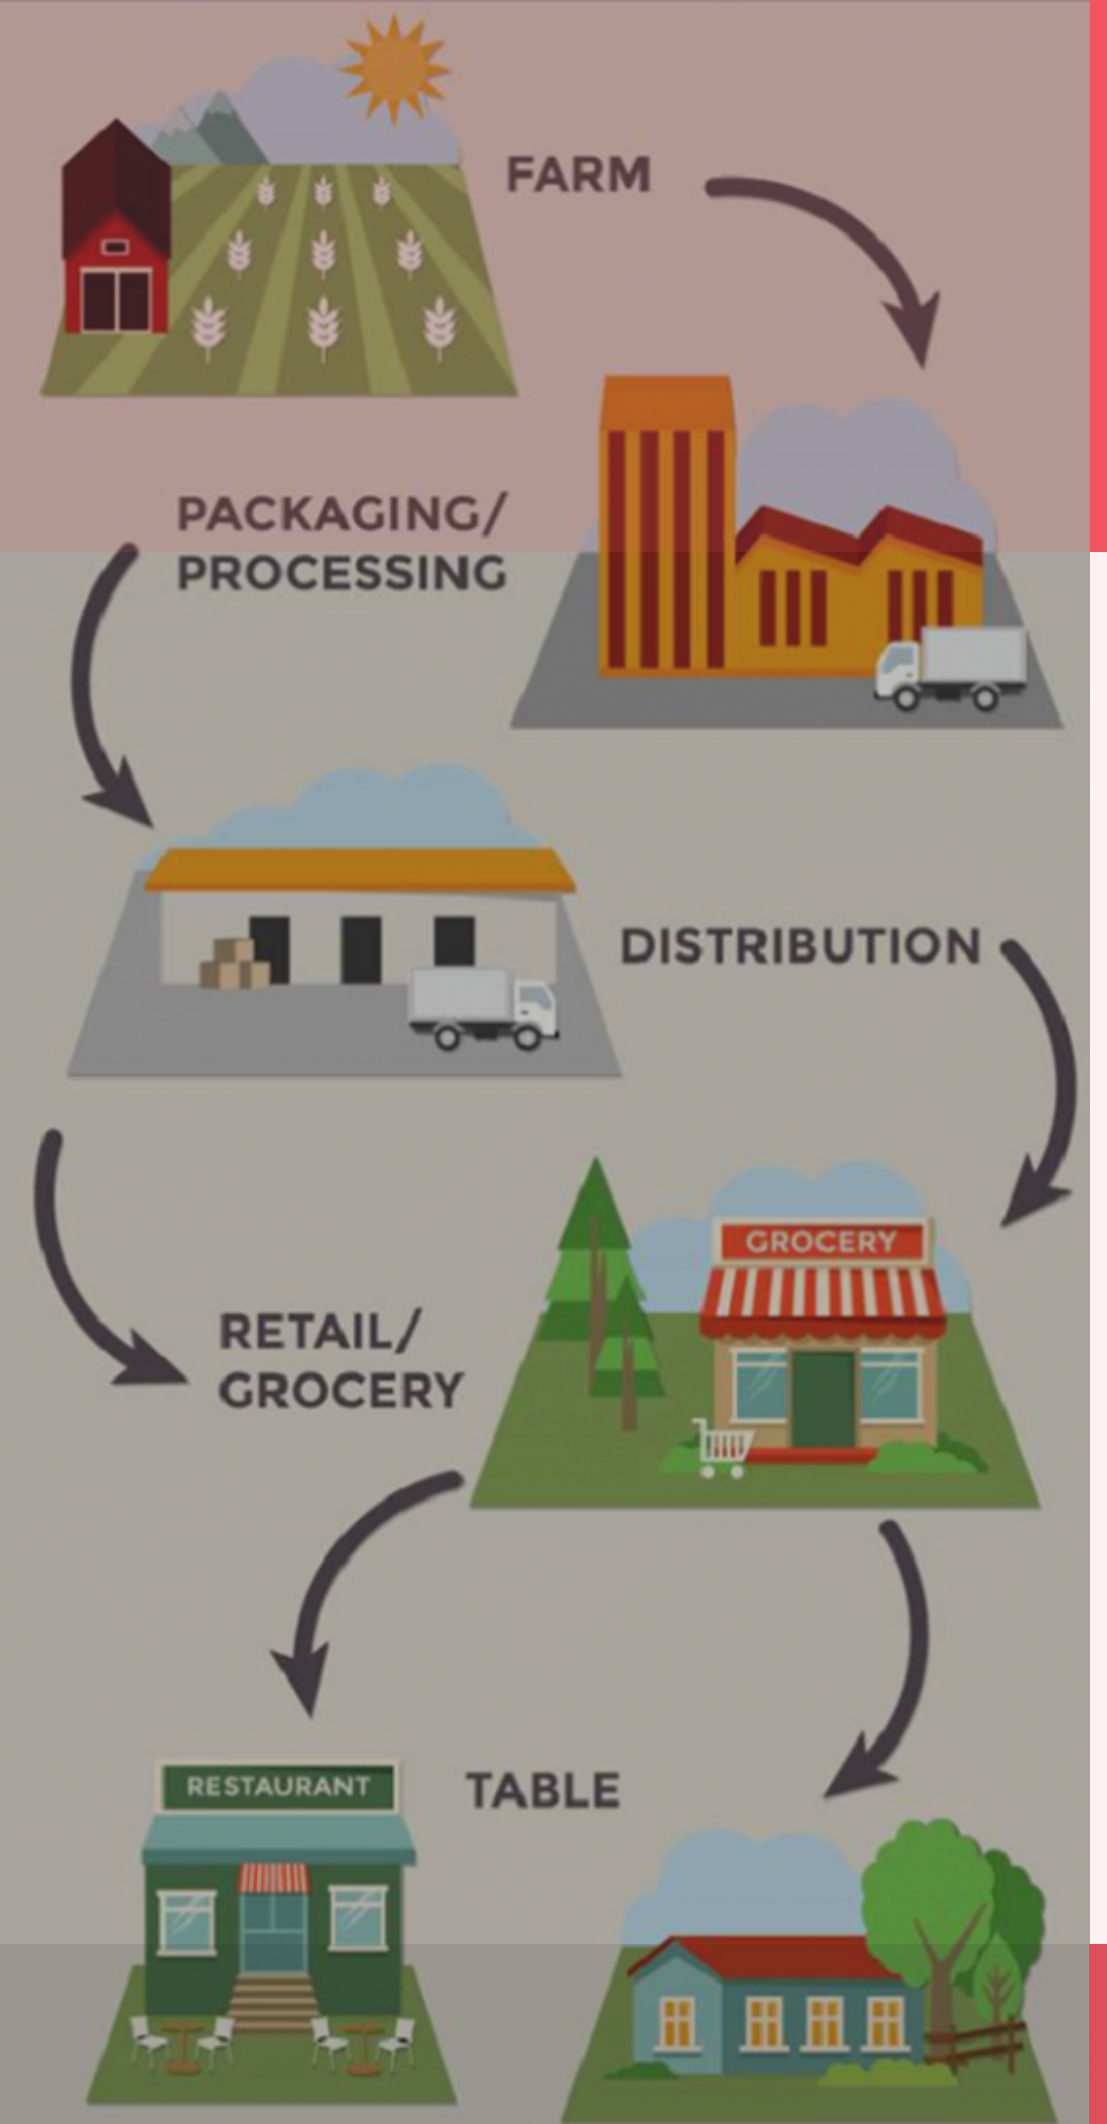 FARM
PACKAGING/
PROCESSING
DISTRIBUTION
GROCERY
RETAIL/
GROCERY
RESTAURANT
TABLE